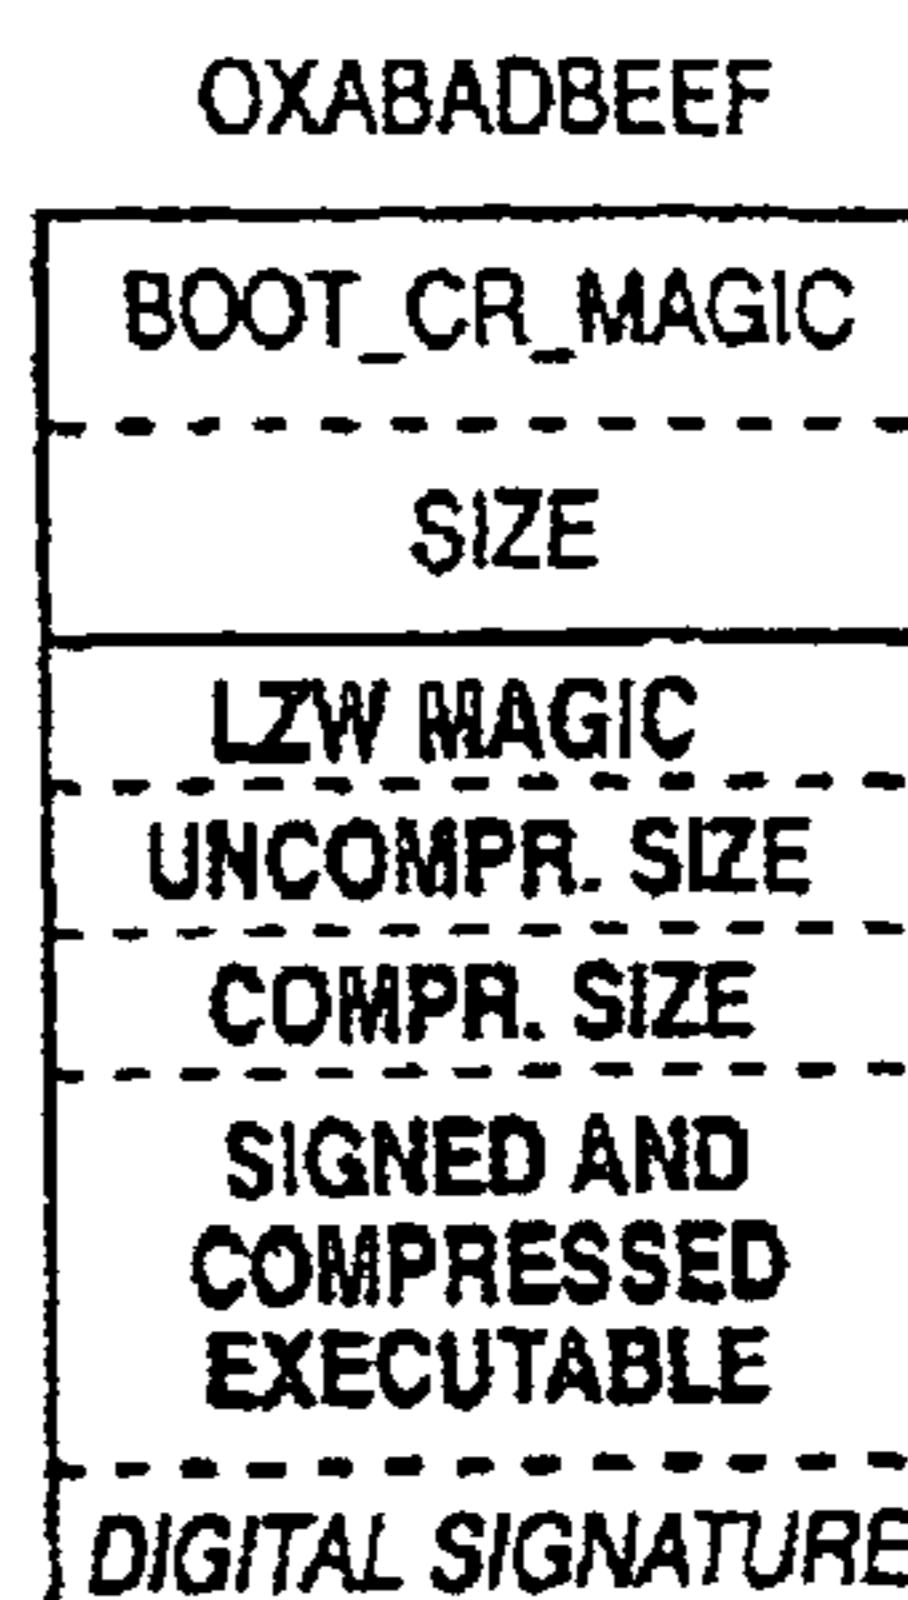 OXABADBEEF
BOOT_CR_MAGIC
SIZE
LZW MAGIC
UNCOMPR. SIZE
COMPR. SIZE
SIGNED AND
COMPRESSED
EXECUTABLE
DIGITAL SIGNATURE